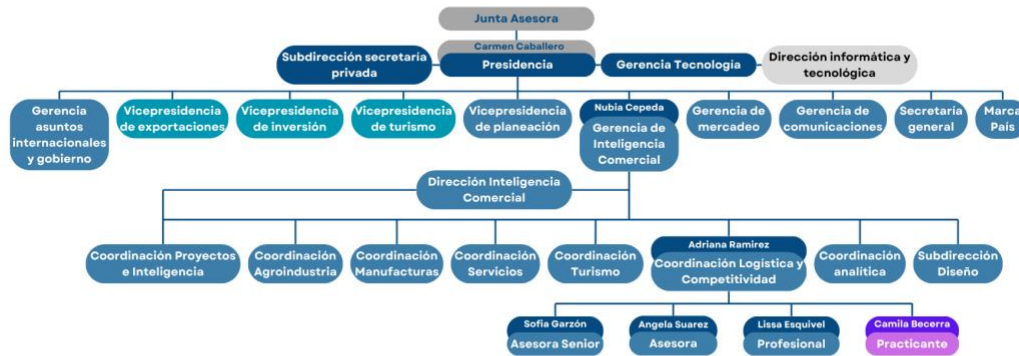 Junta Asesora
Carmen Caballero
Presidencia
Subdirección secretaría
privada
Gerencia Tecnología
Dirección informática y
tecnológica
Gerencia
asuntos
internacionales
y gobierno
Vicepresidencia
de exportaciones
Vicepresidencia
de inversión
Vicepresidencia
de turismo
Vicepresidencia
de planeación
Nubia Cepeda
Gerencia de
Inteligencia
Comercial
Gerencia de
mercadeo
Gerencia de
comunicaciones
Secretaria
general
Marca
País
Dirección Inteligencia
Comercial
Coordinación Proyectos
e Inteligencia
Coordinación
Agroindustria
Coordinación
Manufacturas
Coordinación
Servicios
Coordinación
Turismo
Adriana Ramirez
Coordinación Logística y
Competitividad
Coordinación
analítica
Subdirección
Diseño
Sofia Garzón
Asesora Senior
Angela Suarez
Asesora
Lissa Esquivel
Profesional
Camila Becerra
Practicante